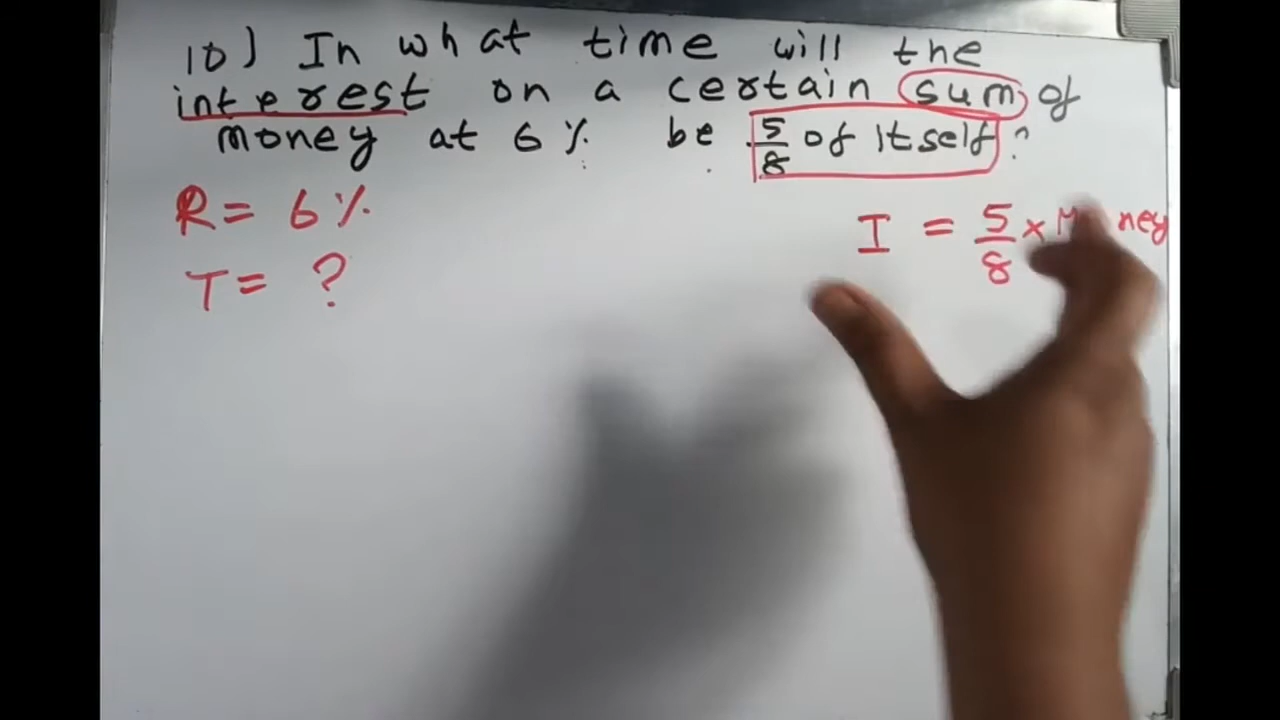 10) In what time will the
interest on a certain sum of
money at 6% be 5/8 of itself?
R = 6%
I = 5/8 ×
T = ?